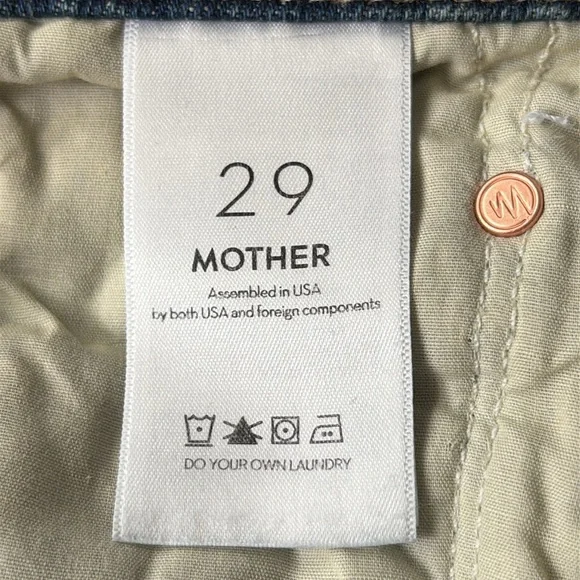 29
MOTHER
Assembled in USA
by both USA and foreign components
DO YOUR OWN LAUNDRY